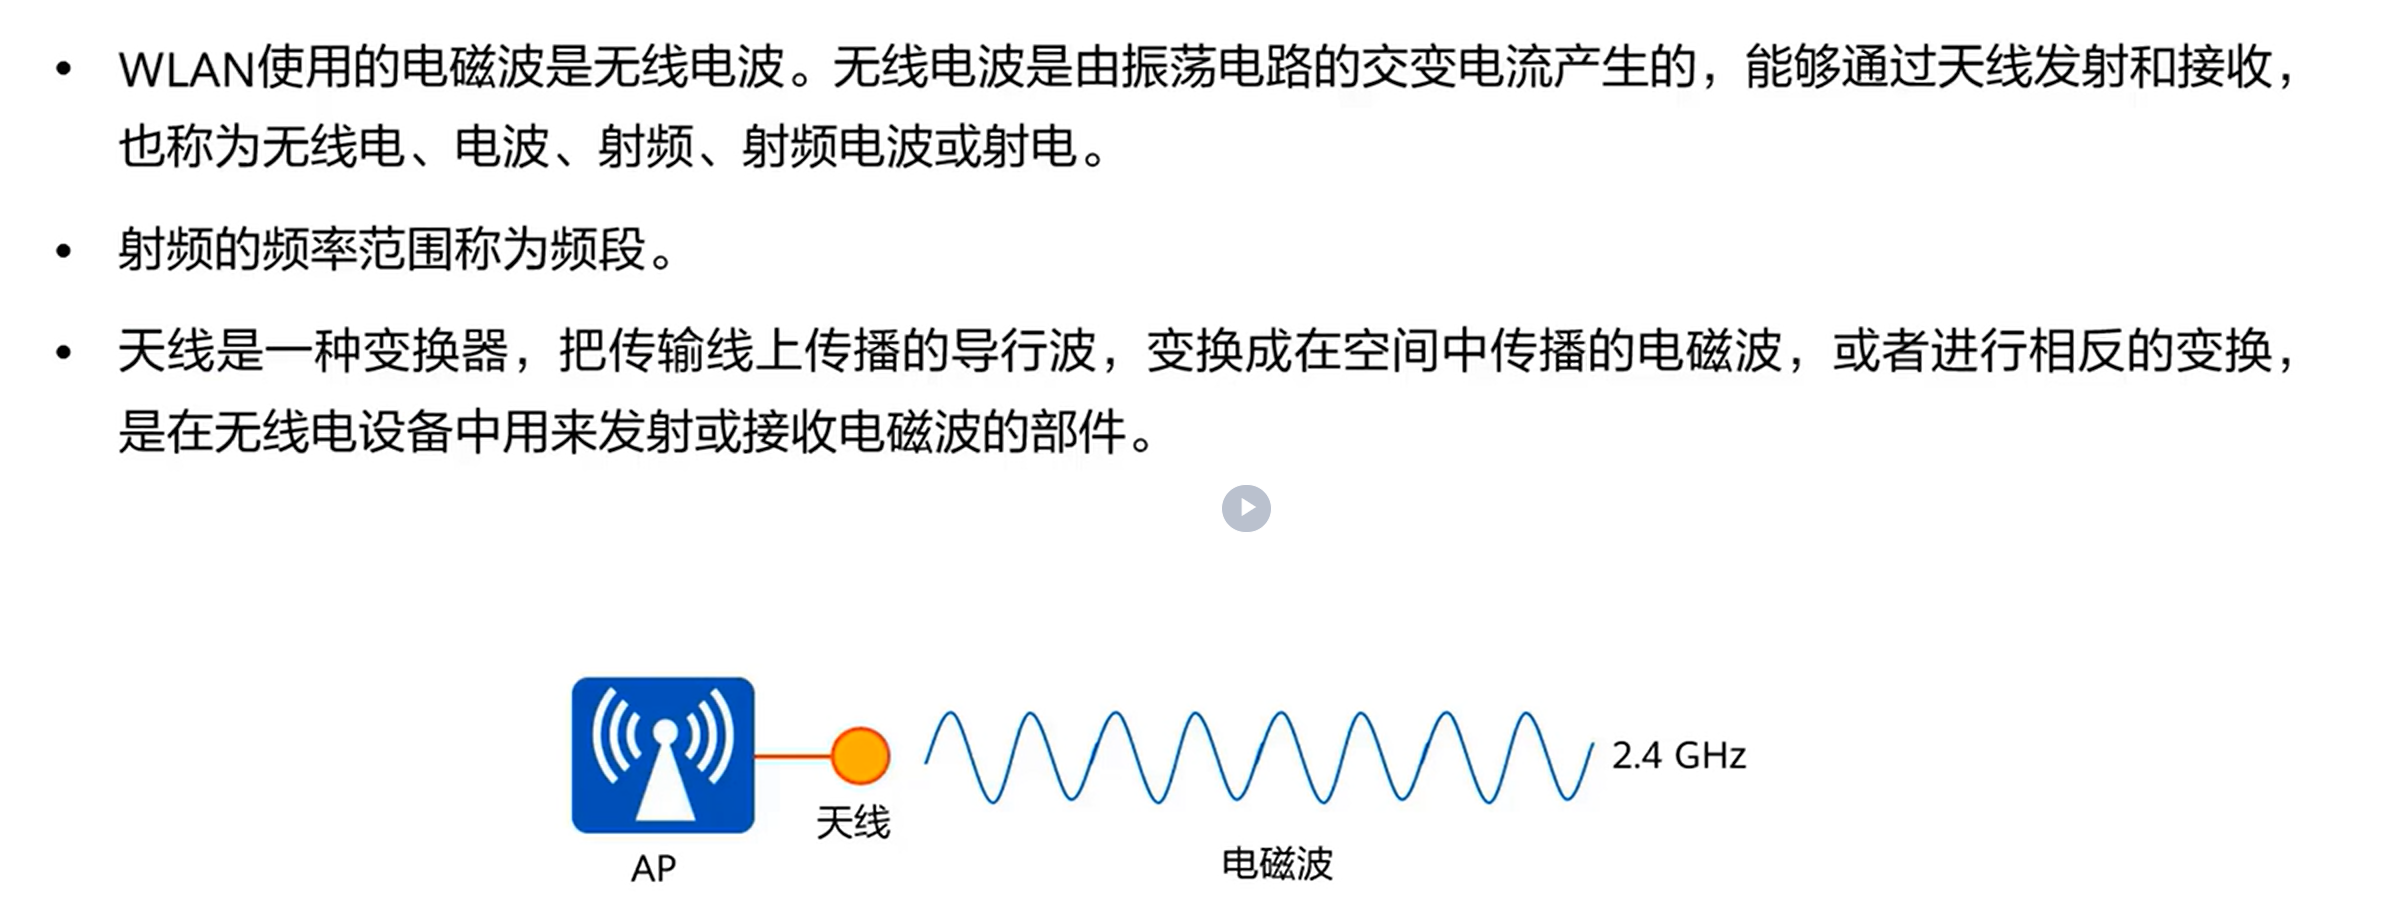 • WLAN使用的电磁波是无线电波。无线电波是由振荡电路的交变电流产生的，能够通过天线发射和接收，
也称为无线电、电波、射频、射频电波或射电。
• 射频的频率范围称为频段。
• 天线是一种变换器，把传输线上传播的导行波，变换成在空间中传播的电磁波，或者进行相反的变换，
是在无线电设备中用来发射或接收电磁波的部件。
2.4 GHz
天线
AP
电磁波